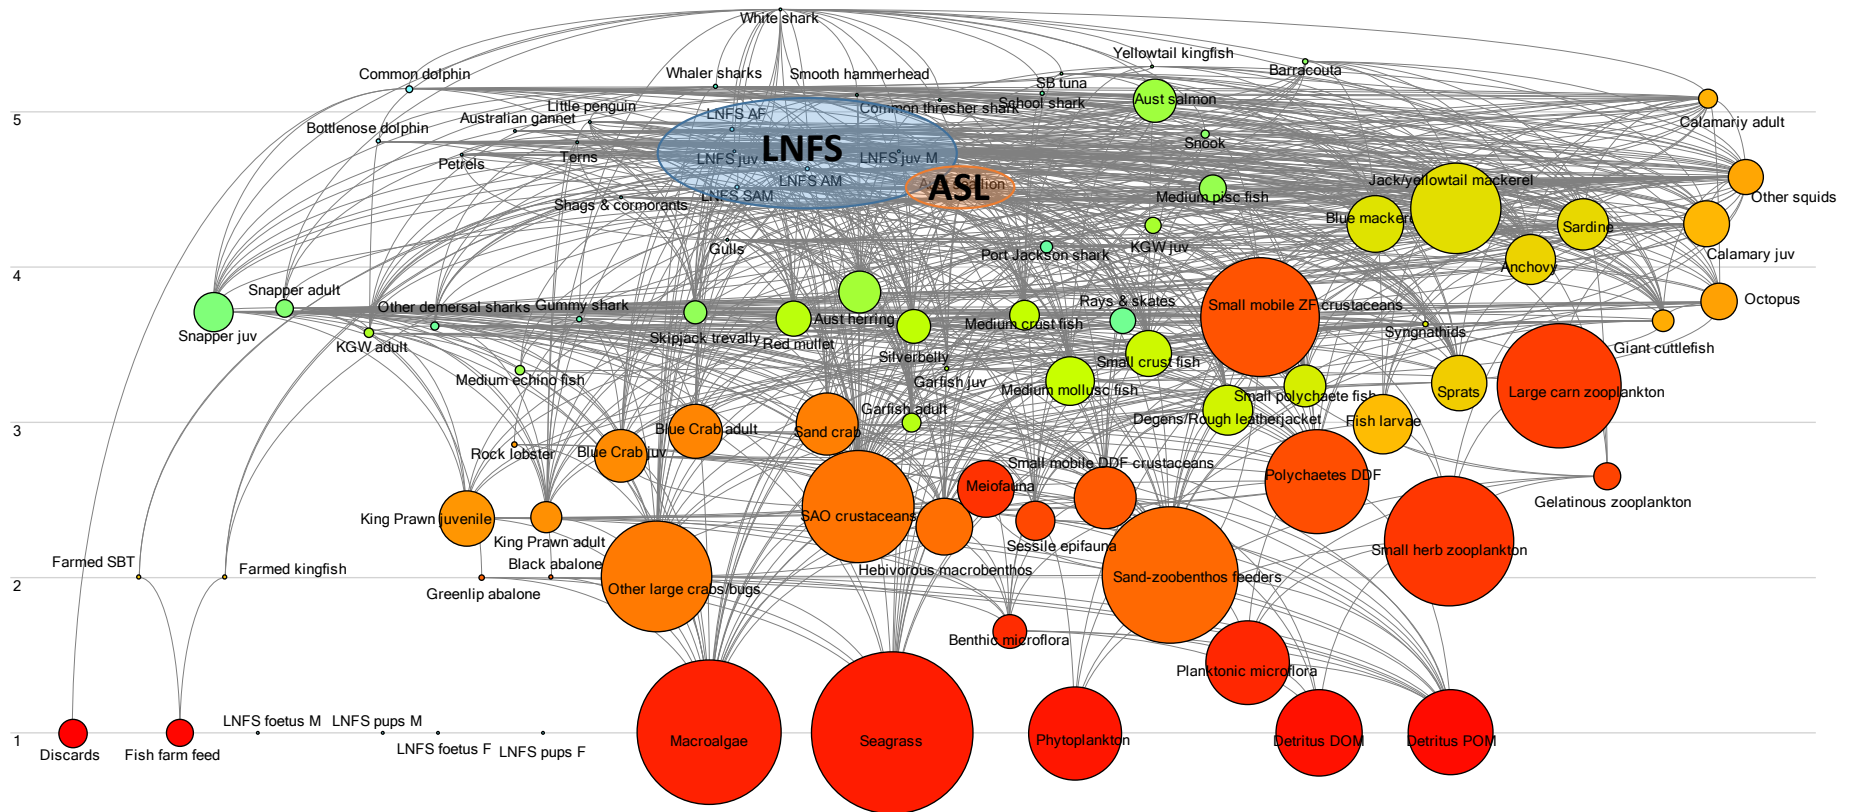 White shark
Yellowtail kingfish
Common dolphin
Whaler sharks
Smooth hammerhead
SB tuna
Barracouta
Little penguin
LNFS AF
Common thresher shark
School shark
Aust salmon
5
Australian gannet
Calamariy adult
Bottlenose dolphin
Snook
Petrels
Terns
LNFS juv
LNFS
LNFS juv M
LNFS AM
Jack/yellowtail mackerel
ASL
LNFS SAM
Medium pisc fish
Other squids
Shags & cormorants
Blue mackerel
Sardine
Gulls
Port Jackson shark
KGW juv
Calamary juv
4
Anchovy
Snapper adult
Other demersal sharks
Gummy shark
Rays & skates
Small mobile ZF crustaceans
Octopus
Snapper juv
KGW adult
Skipjack trevally
Red mullet
Aust herring
Medium crust fish
Syngnathids
Giant cuttlefish
Silverbelly
Small crust fish
Medium echino fish
Garfish juv
Medium mollusc fish
Small polychaete fish
Sprats
Large carn zooplankton
Garfish adult
Degens/Rough leatherjacket
Fish larvae
3
Blue Crab adult
Sand crab
Rock lobster
Blue Crab juv
Small mobile DDF crustaceans
Polychaetes DDF
Meiofauna
Gelatinous zooplankton
King Prawn juvenile
SAO crustaceans
King Prawn adult
Sessile epifauna
Small herb zooplankton
Farmed SBT
Farmed kingfish
Black abalone
Hebivorous macrobenthos
2
Greenlip abalone
Other large crabs/bugs
Sand-zoobenthos feeders
Benthic microflora
Planktonic microflora
LNFS foetus M
LNFS pups M
1
LNFS foetus F
LNFS pups F
Discards
Fish farm feed
Macroalgae
Seagrass
Phytoplankton
Detritus DOM
Detritus POM